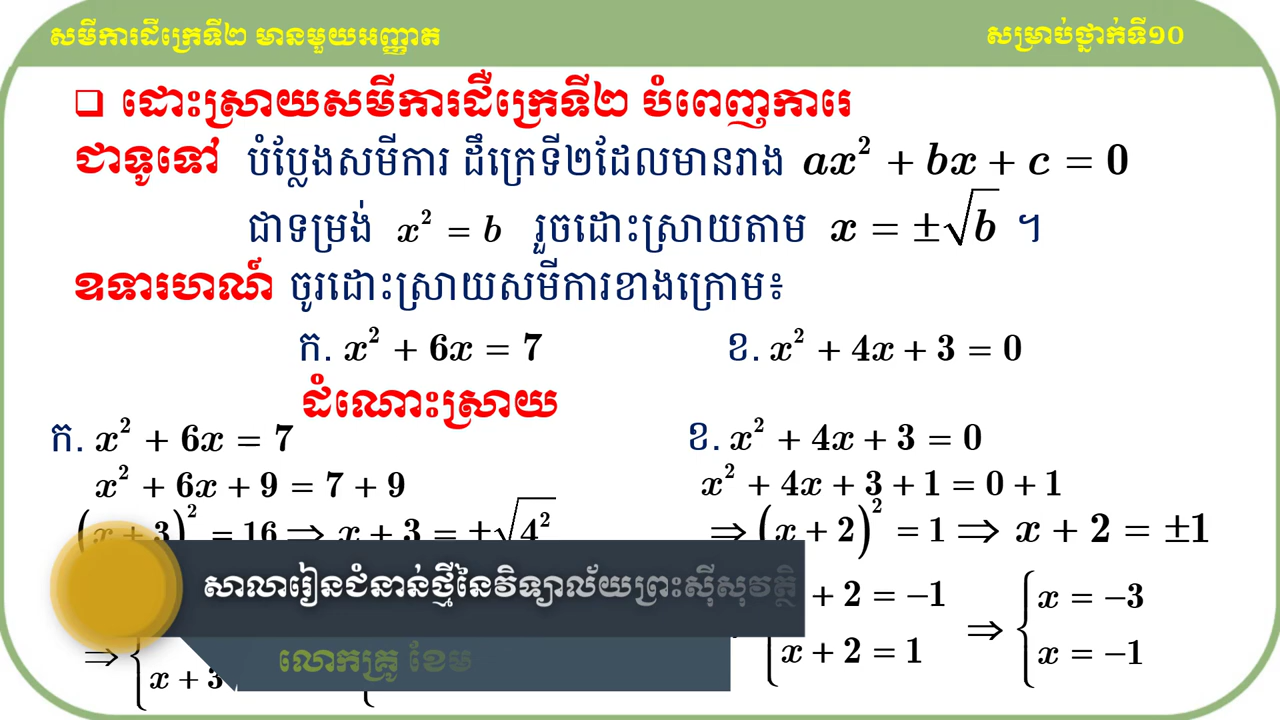 សមីការដឺក្រេទី២ មានមួយអញ្ញាត
សម្រាប់ថ្នាក់ទី១០
❑ ដោះស្រាយសមីការដឺក្រេទី២ បំពេញការេ
ជាទូទៅ បំប្លែងសមីការ ដឺក្រេទី២ដែលមានរាង ax² + bx + c = 0
ជាទម្រង់ x² = b រួចដោះស្រាយតាម x = ±√b ។
ឧទាហរណ៍ ចូរដោះស្រាយសមីការខាងក្រោម៖
ក. x² + 6x = 7
ខ. x² + 4x + 3 = 0
ដំណោះស្រាយ
ក. x² + 6x = 7
x² + 6x + 9 = 7 + 9
(x + 3)² = 16 ⇒ x + 3 = ±√4²
⇒ { x + 3
ខ. x² + 4x + 3 = 0
x² + 4x + 3 + 1 = 0 + 1
⇒ (x + 2)² = 1 ⇒ x + 2 = ±1
+ 2 = −1 ⇒ { x = −3
x + 2 = 1 x = −1
សាលារៀនជំនាន់ថ្មីនៃវិទ្យាល័យព្រះស៊ីសុវត្ថិ
លោកគ្រូ ខែម